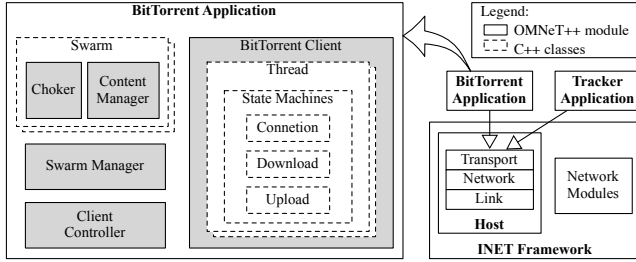 BitTorrent Application
Swarm
Choker
Content
Manager
Swarm Manager
Client
Controller
BitTorrent Client
Thread
State Machines
Connetion
Download
Upload
Legend:
OMNeT++ module
C++ classes
BitTorrent
Application
Tracker
Application
Transport
Network
Link
Host
Network
Modules
INET Framework